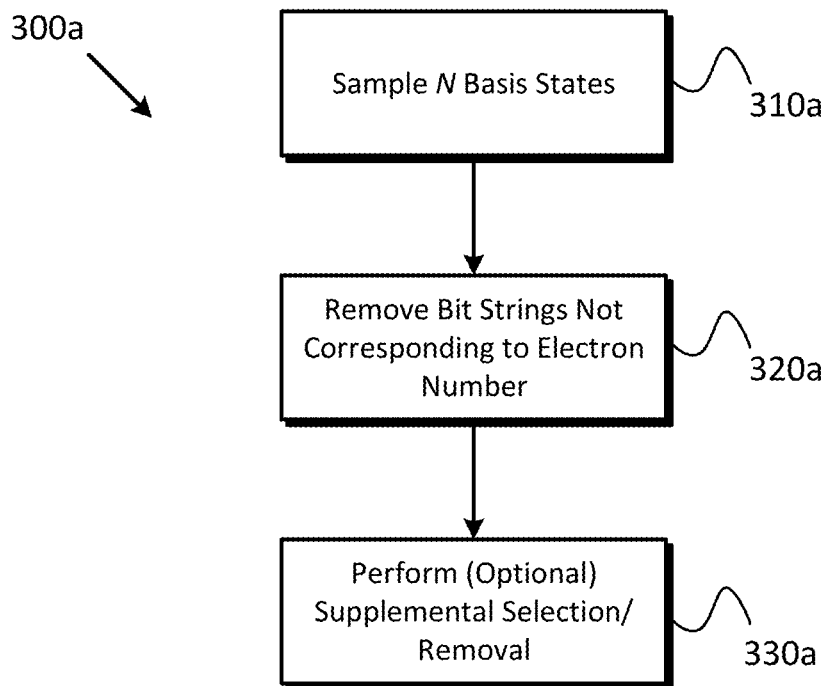 300a
Sample N Basis States
310a
Remove Bit Strings Not
Corresponding to Electron
Number
320a
Perform (Optional)
Supplemental Selection/
Removal
330a